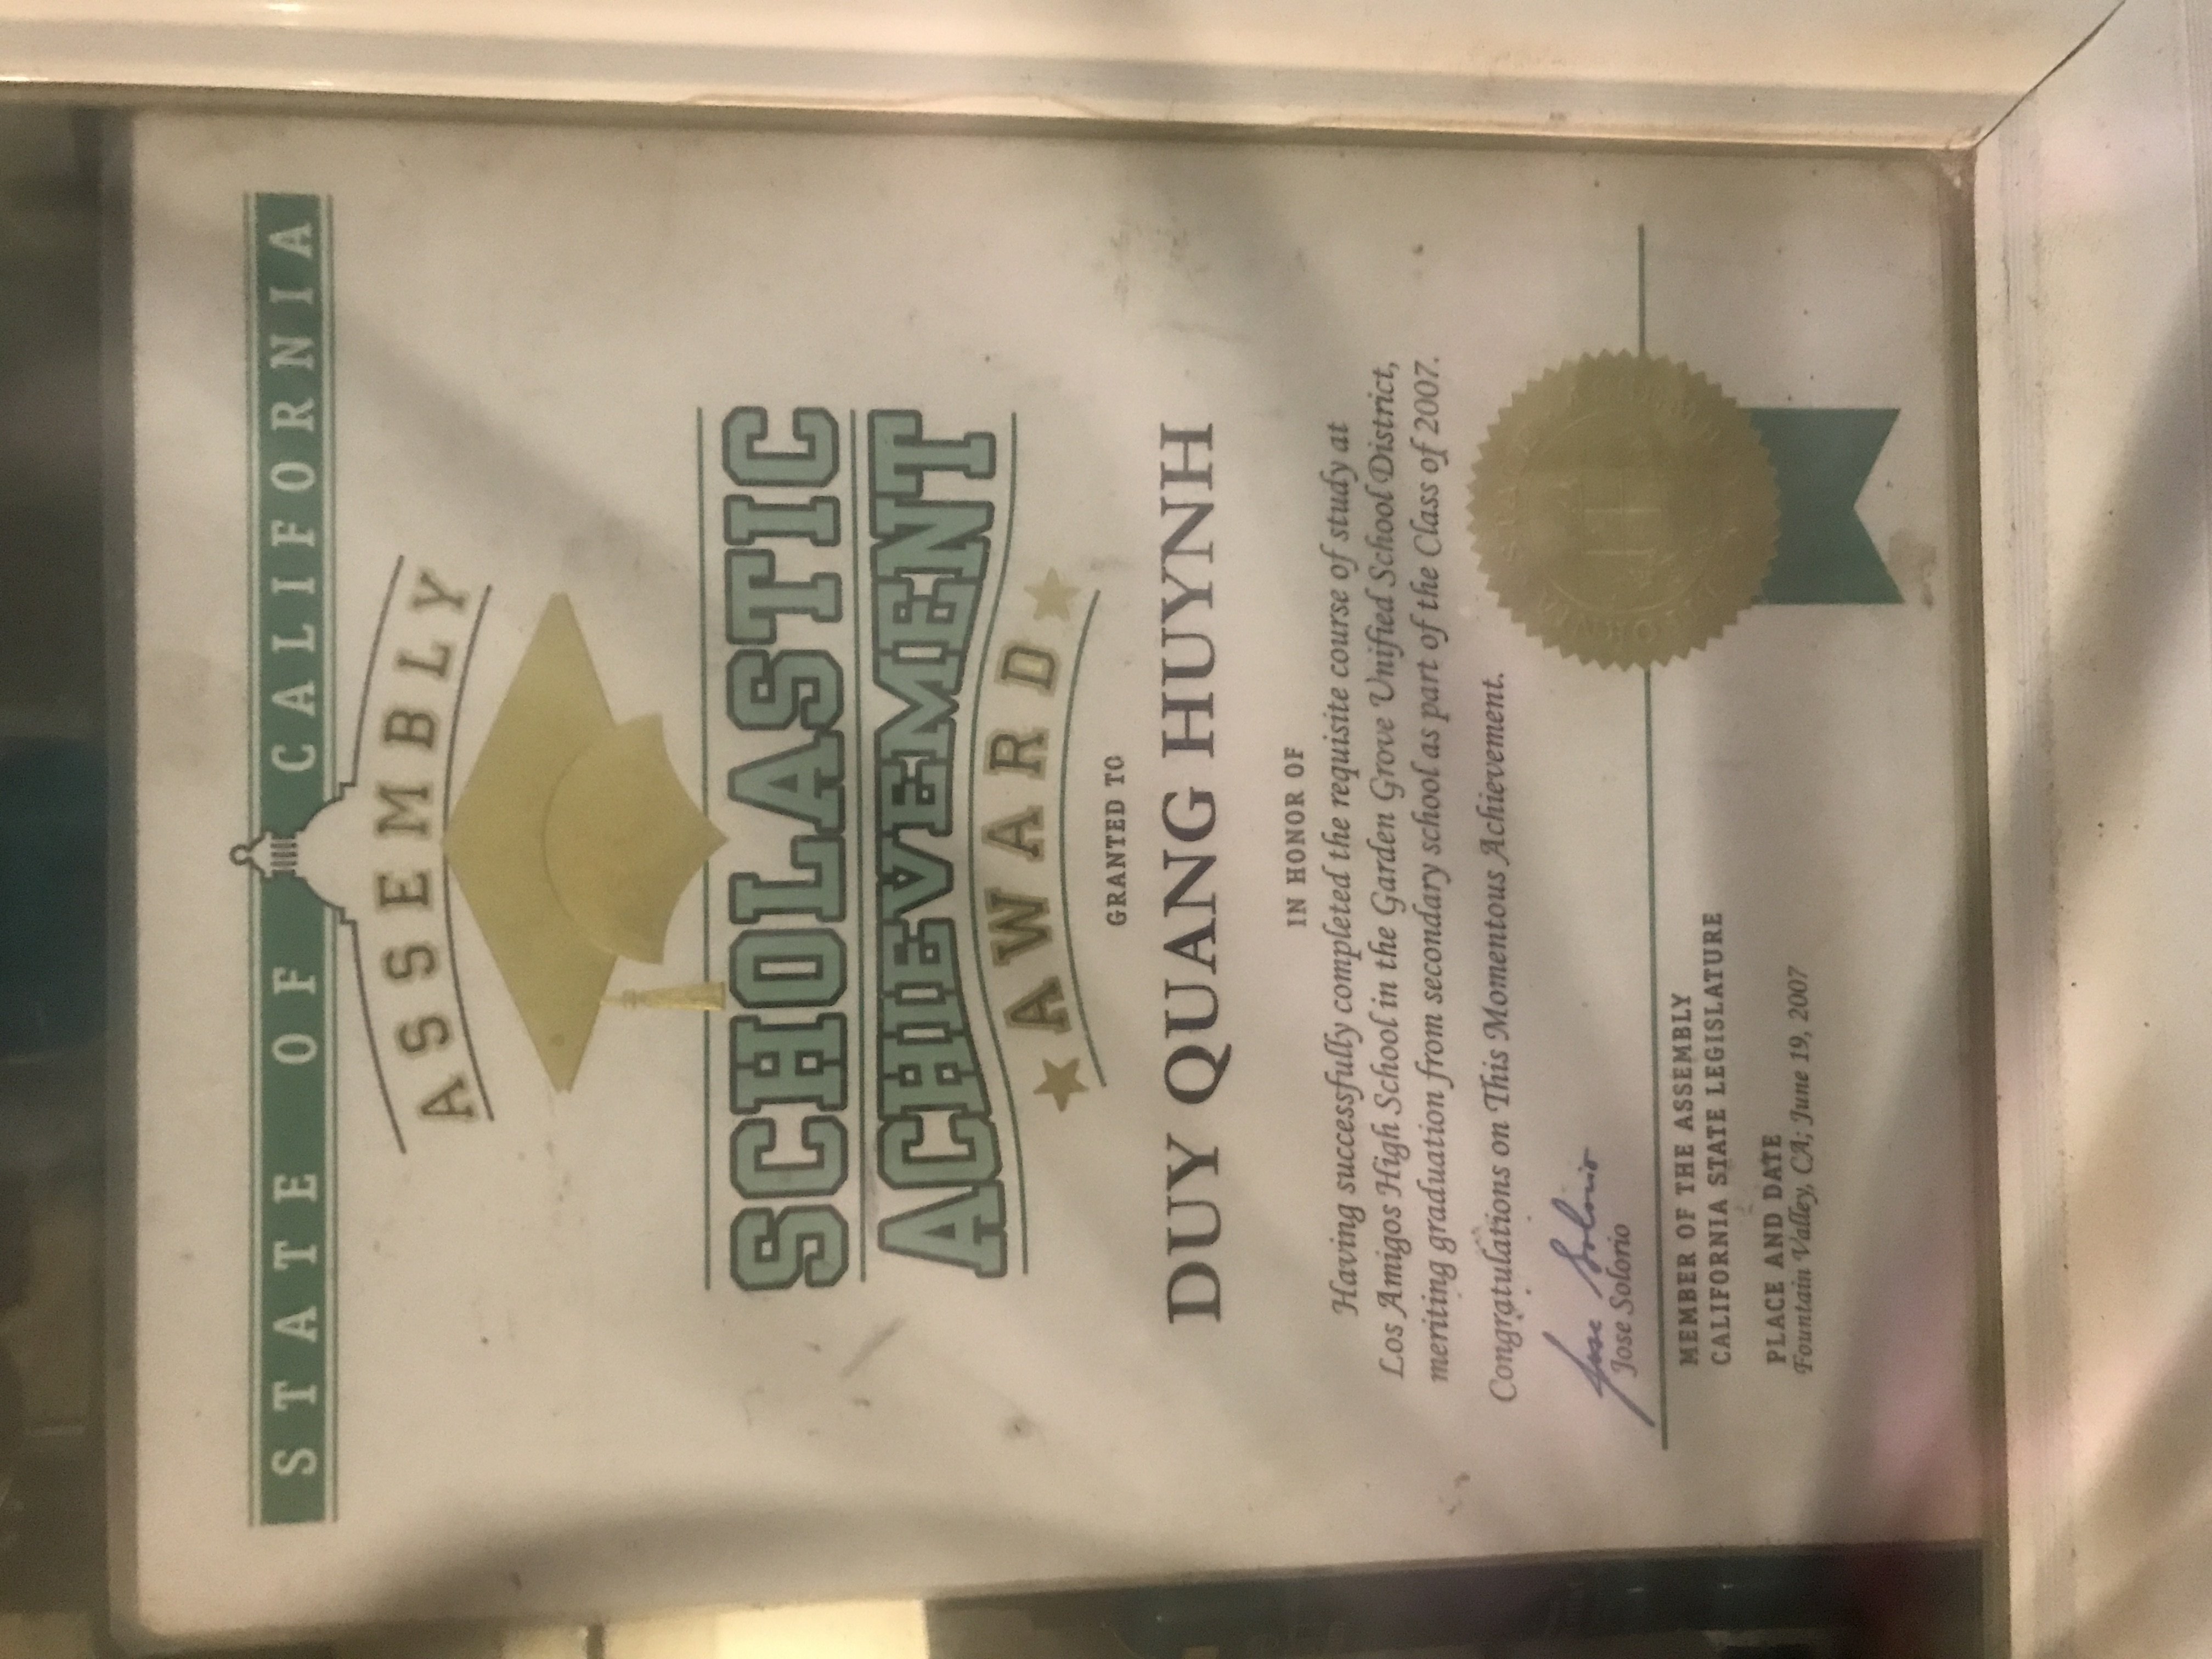 STATE OF CALIFORNIA
ASSEMBLY
SCHOLASTIC
ACHIEVEMENT
AWARD
GRANTED TO
DUY QUANG HUYNH
IN HONOR OF
Having successfully completed the requisite course of study at
Los Amigos High School in the Garden Grove Unified School District,
meriting graduation from secondary school as part of the Class of 2007.
Congratulations on This Momentous Achievement.
Jose Solorio
Jose Solorio
MEMBER OF THE ASSEMBLY
CALIFORNIA STATE LEGISLATURE
PLACE AND DATE
Fountain Valley, CA; June 19, 2007